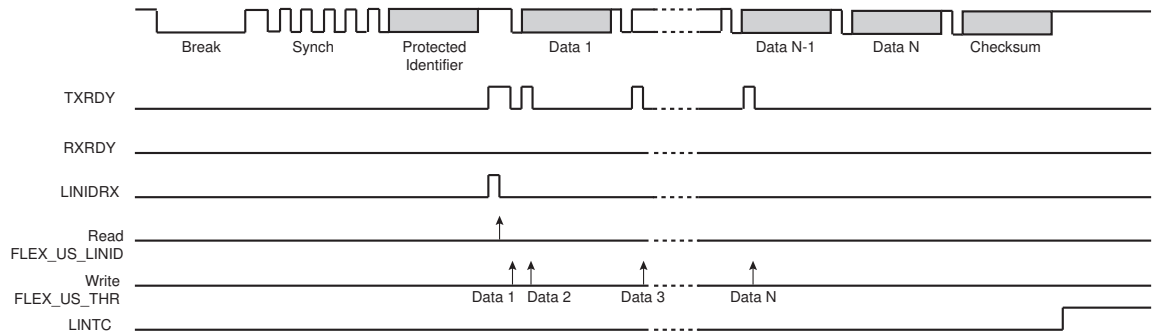 Break
Synch
Protected
Identifier
Data 1
Data N-1
Data N
Checksum
TXRDY
RXRDY
LINIDRX
Read
FLEX_US_LINID
Write
FLEX_US_THR
Data 1
Data 2
Data 3
Data N
LINTC